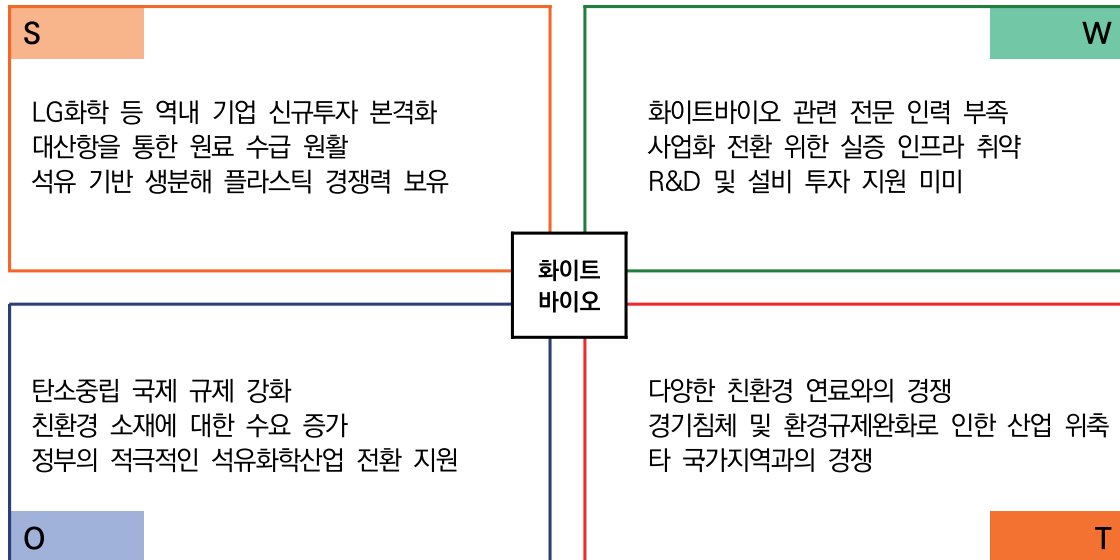 S
LG화학 등 역내 기업 신규투자 본격화
대산항을 통한 원료 수급 원활
석유 기반 생분해 플라스틱 경쟁력 보유
W
화이트바이오 관련 전문 인력 부족
사업화 전환 위한 실증 인프라 취약
R&D 및 설비 투자 지원 미미
화이트
바이오
탄소중립 국제 규제 강화
친환경 소재에 대한 수요 증가
정부의 적극적인 석유화학산업 전환 지원
O
다양한 친환경 연료와의 경쟁
경기침체 및 환경규제완화로 인한 산업 위축
타 국가지역과의 경쟁
T